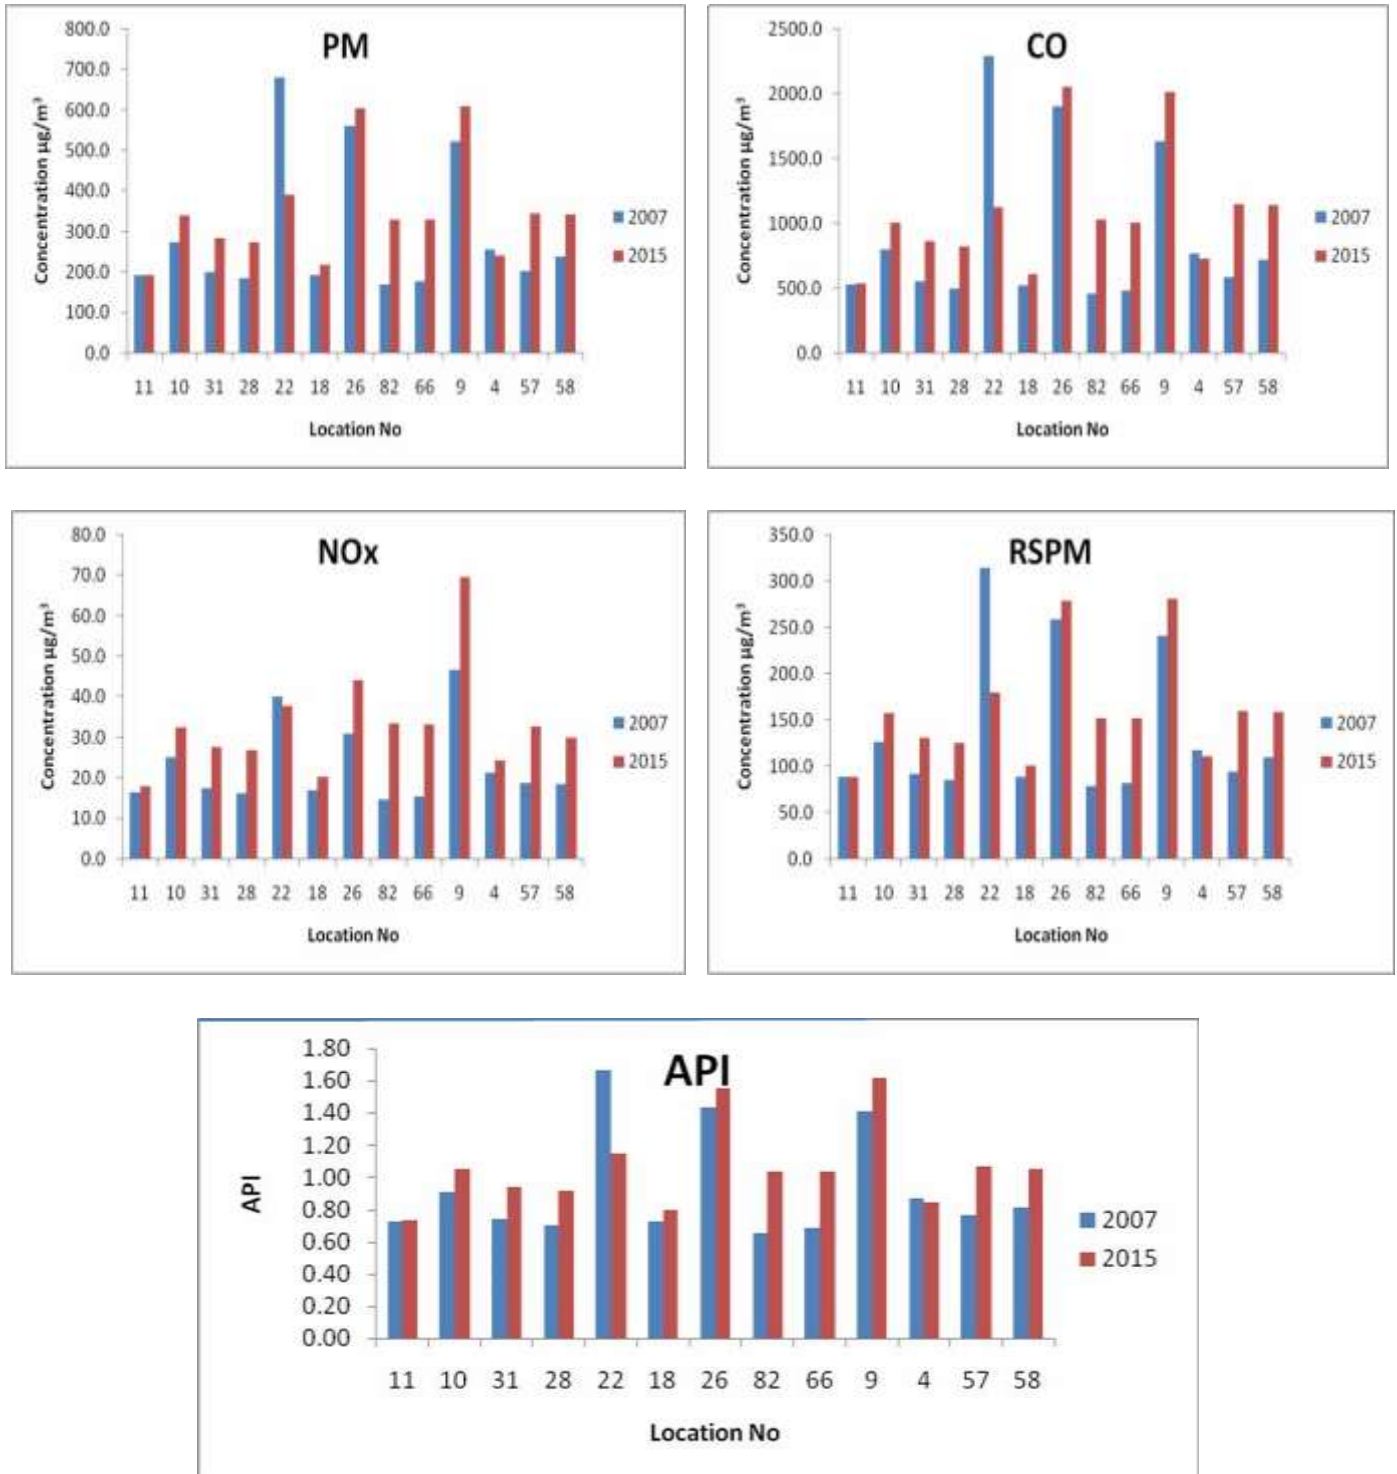 PM
Concentration µg/m³
800.0
700.0
600.0
500.0
400.0
300.0
200.0
100.0
0.0
11 10 31 28 22 18 26 82 66 9 4 57 58
Location No
2007
2015
CO
Concentration µg/m³
2500.0
2000.0
1500.0
1000.0
500.0
0.0
11 10 31 28 22 18 26 82 66 9 4 57 58
Location No
2007
2015
NOx
Concentration µg/m³
80.0
70.0
60.0
50.0
40.0
30.0
20.0
10.0
0.0
11 10 31 28 22 18 26 82 66 9 4 57 58
Location No
2007
2015
RSPM
Concentration µg/m³
350.0
300.0
250.0
200.0
150.0
100.0
50.0
0.0
11 10 31 28 22 18 26 82 66 9 4 57 58
Location No
2007
2015
API
API
1.80
1.60
1.40
1.20
1.00
0.80
0.60
0.40
0.20
0.00
11 10 31 28 22 18 26 82 66 9 4 57 58
Location No
2007
2015